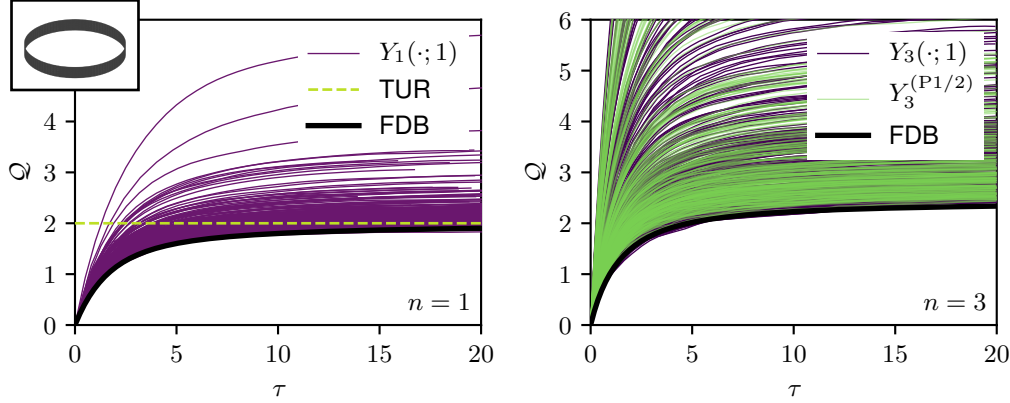 Y₁(·; 1)
TUR
FDB
𝒬
4
3
2
1
0
0 5 10 15 20
τ
n = 1
Y₃(·; 1)
Y₃^(P1/2)
FDB
𝒬
6
5
4
3
2
1
0
0 5 10 15 20
τ
n = 3